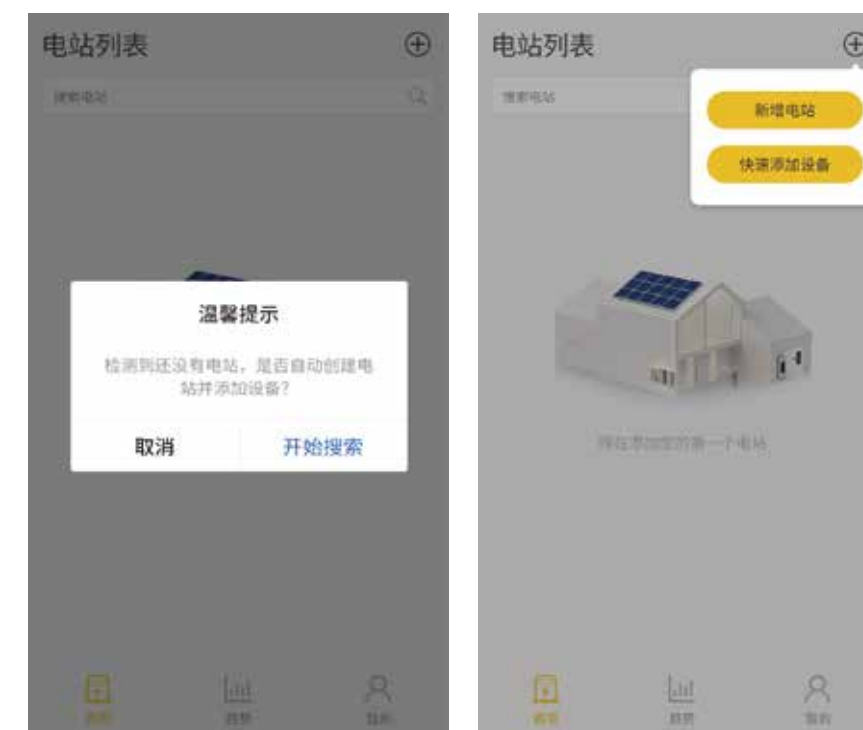 电站列表
搜索电站
温馨提示
检测到还没有电站，是否自动创建电
站并添加设备？
取消
开始搜索
电站列表
搜索电站
新增电站
快速添加设备
现在添加您的第一个电站